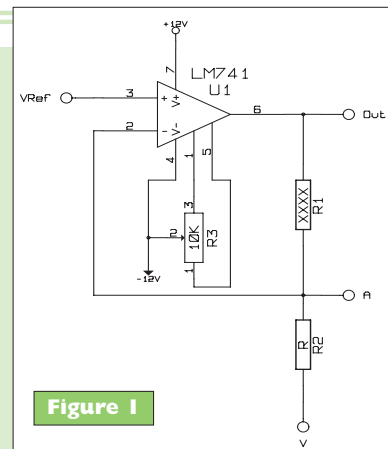 +12V
7
LM741
U1
VRef
3
+
V+
6
Out
2
-
V-
4
1
5
XXXX
R1
3
2
10K
R3
1
-12V
A
R
R2
V
Figure 1